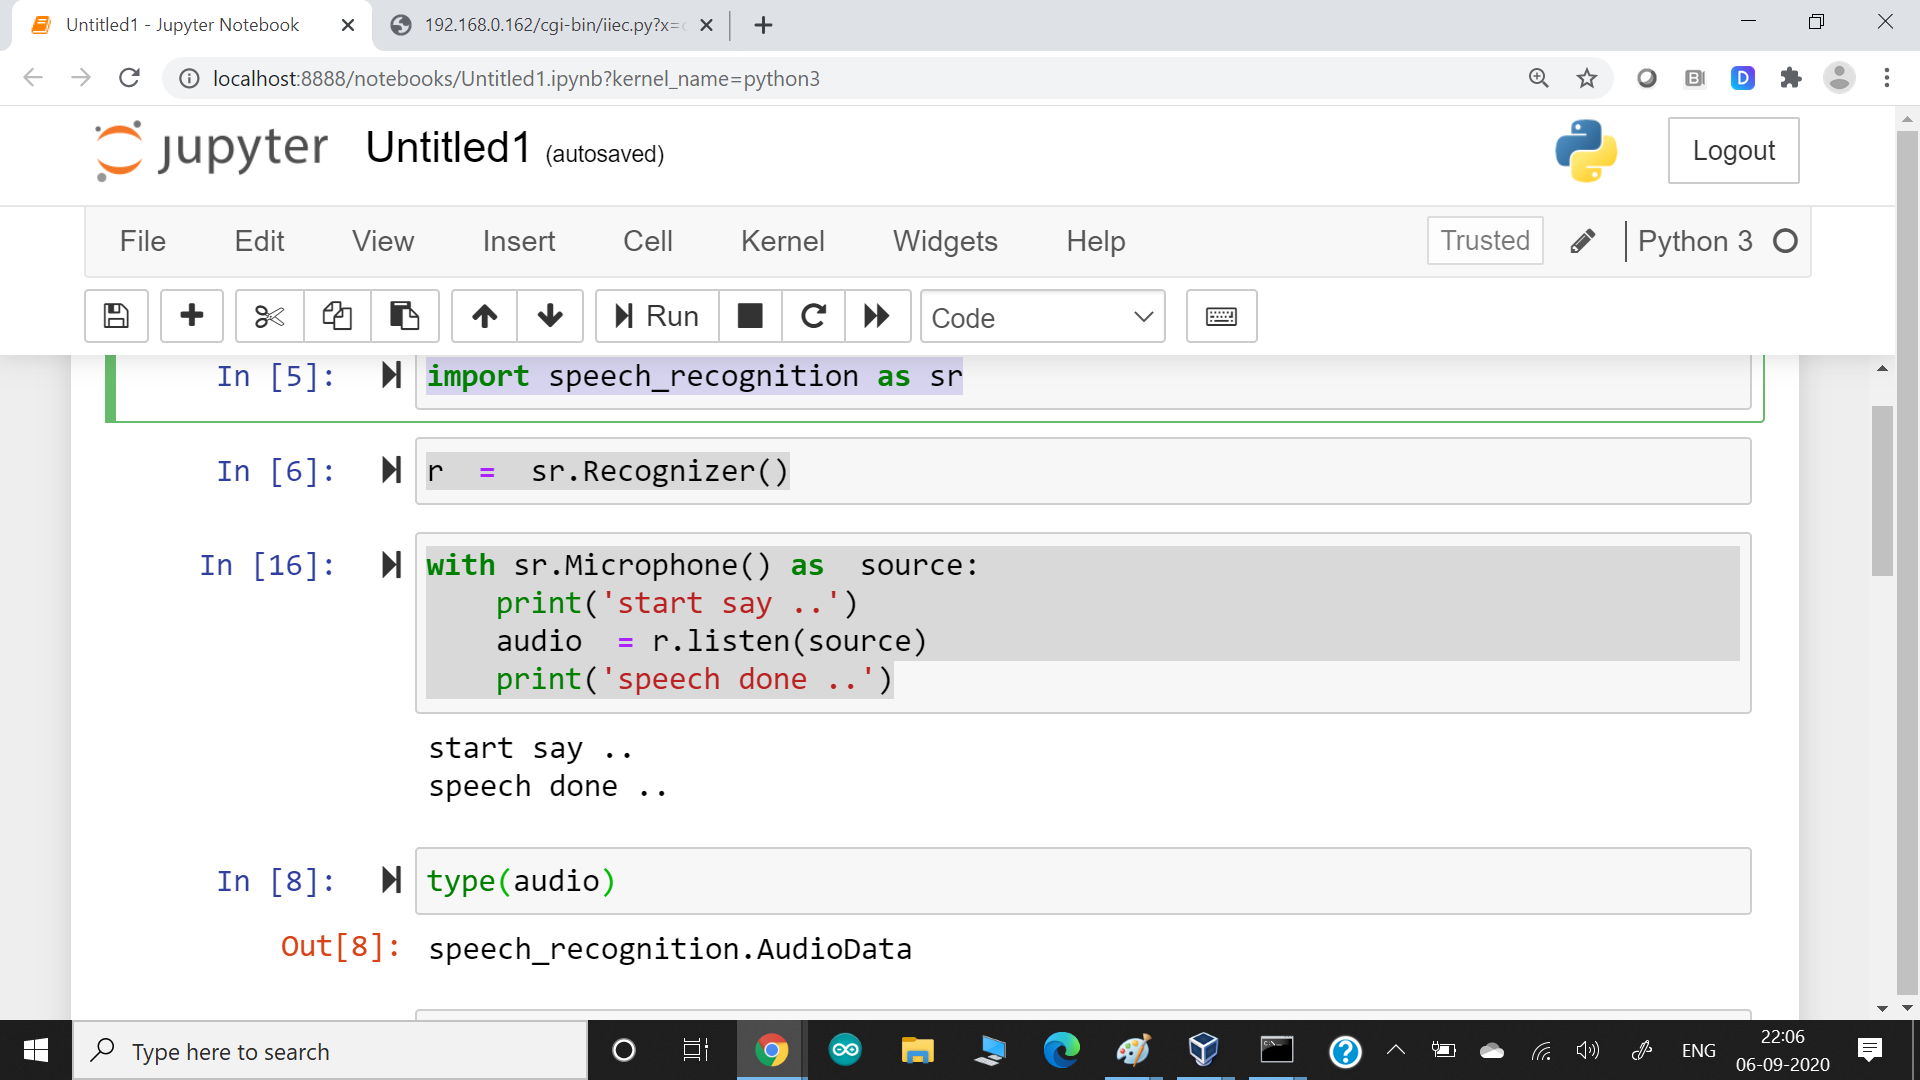 Untitled1 - Jupyter Notebook
192.168.0.162/cgi-bin/iiec.py?x=
localhost:8888/notebooks/Untitled1.ipynb?kernel_name=python3
jupyter Untitled1 (autosaved)
Logout
File Edit View Insert Cell Kernel Widgets Help Trusted Python 3
Run Code
In [5]: import speech_recognition as sr
In [6]: r  =  sr.Recognizer()
In [16]: with sr.Microphone() as  source:
    print('start say ..')
    audio  = r.listen(source)
    print('speech done ..')
start say ..
speech done ..
In [8]: type(audio)
Out[8]: speech_recognition.AudioData
Type here to search
ENG
22:06
06-09-2020